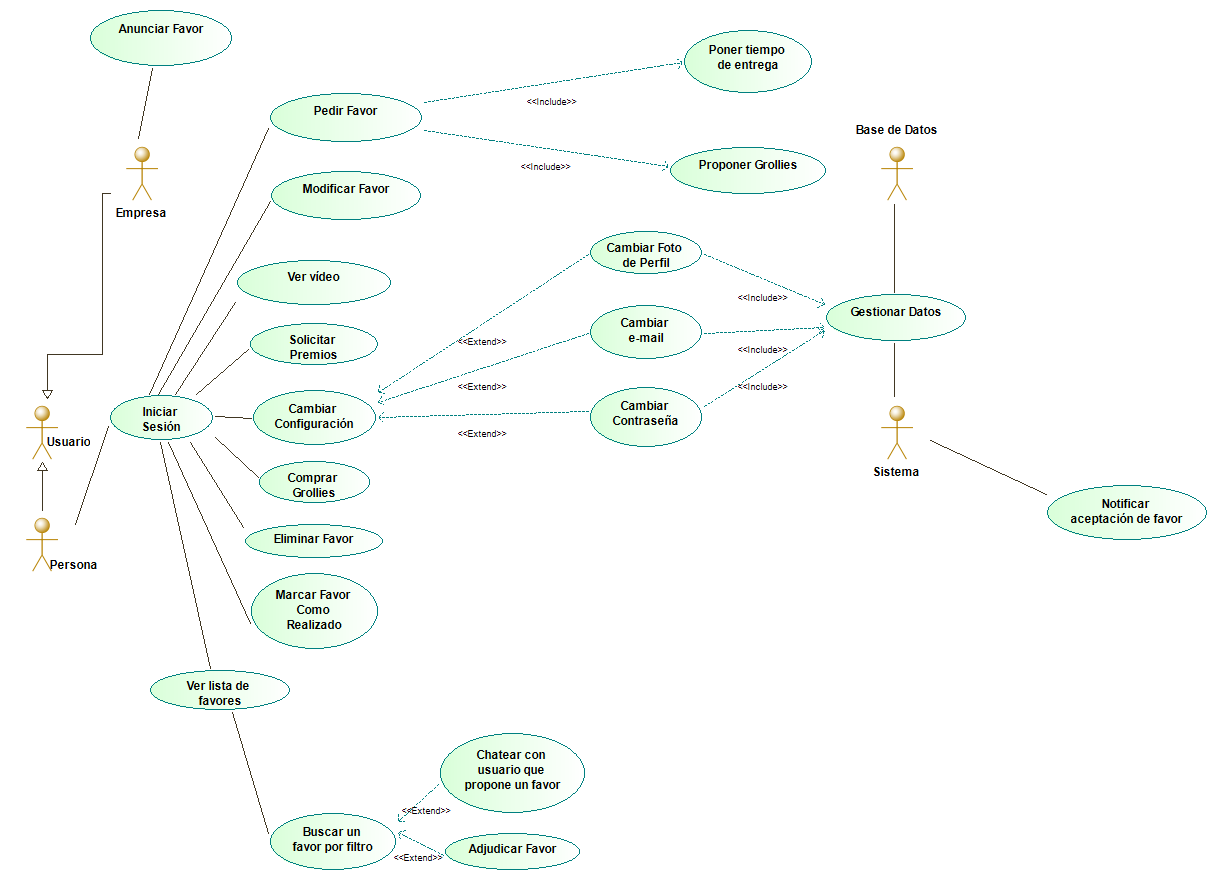 Anunciar Favor
Poner tiempo
de entrega
Pedir Favor
<<Include>>
Base de Datos
<<Include>>
Proponer Grollies
Modificar Favor
Empresa
Cambiar Foto
de Perfil
Ver vídeo
<<Include>>
Gestionar Datos
Cambiar
e-mail
Solicitar
Premios
<<Extend>>
<<Include>>
<<Extend>>
<<Include>>
Iniciar
Sesión
Cambiar
Configuración
Cambiar
Contraseña
<<Extend>>
Usuario
Sistema
Comprar
Grollies
Notificar
aceptación de favor
Eliminar Favor
Persona
Marcar Favor
Como
Realizado
Ver lista de
favores
Chatear con
usuario que
propone un favor
<<Extend>>
Buscar un
favor por filtro
<<Extend>>
Adjudicar Favor